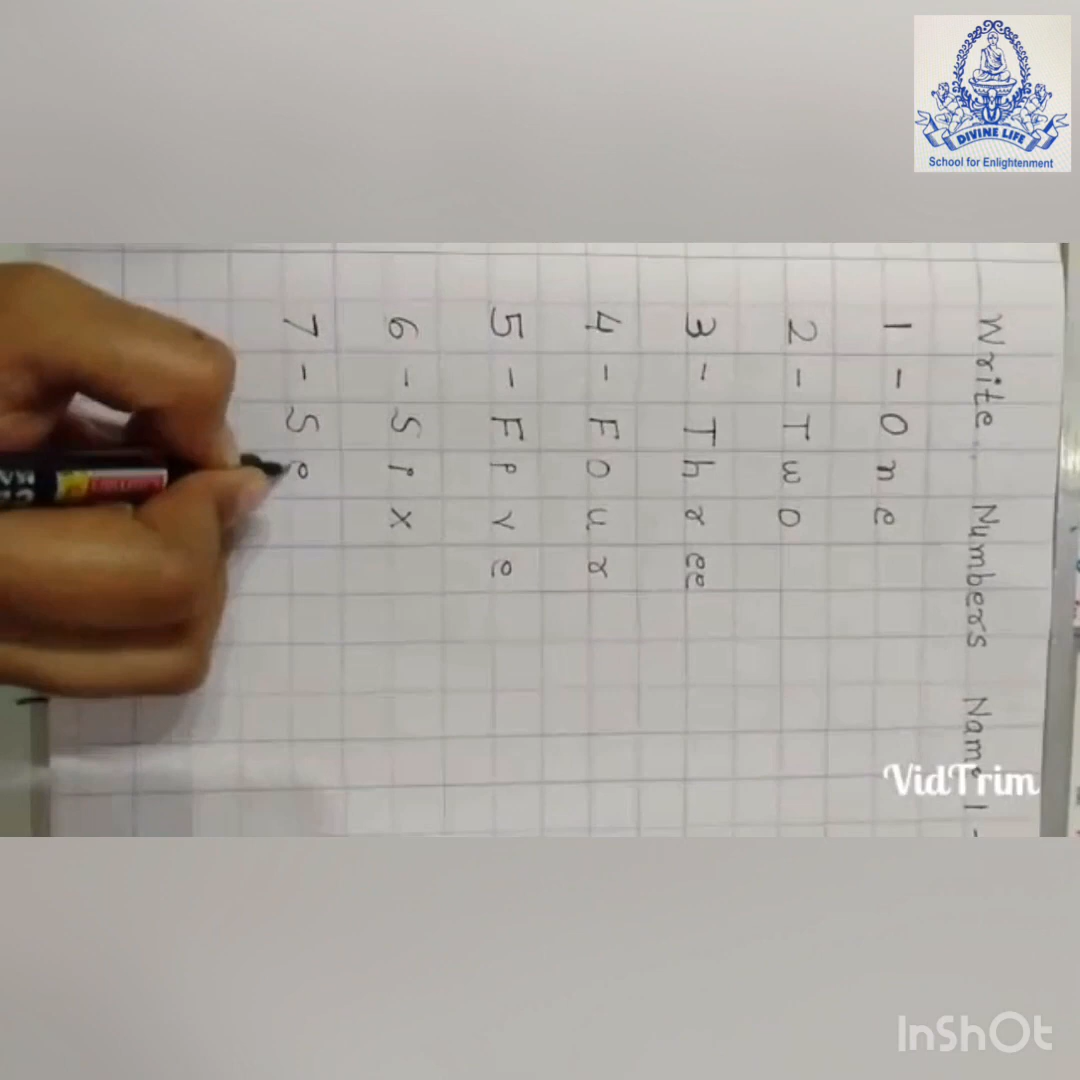 DIVINE LIFE
School for Enlightenment
Write Numbers Name 1 -
1 - One
2 - Two
3 - Three
4 - Four
5 - Five
6 - Six
7 - Se
VidTrim
InShOt